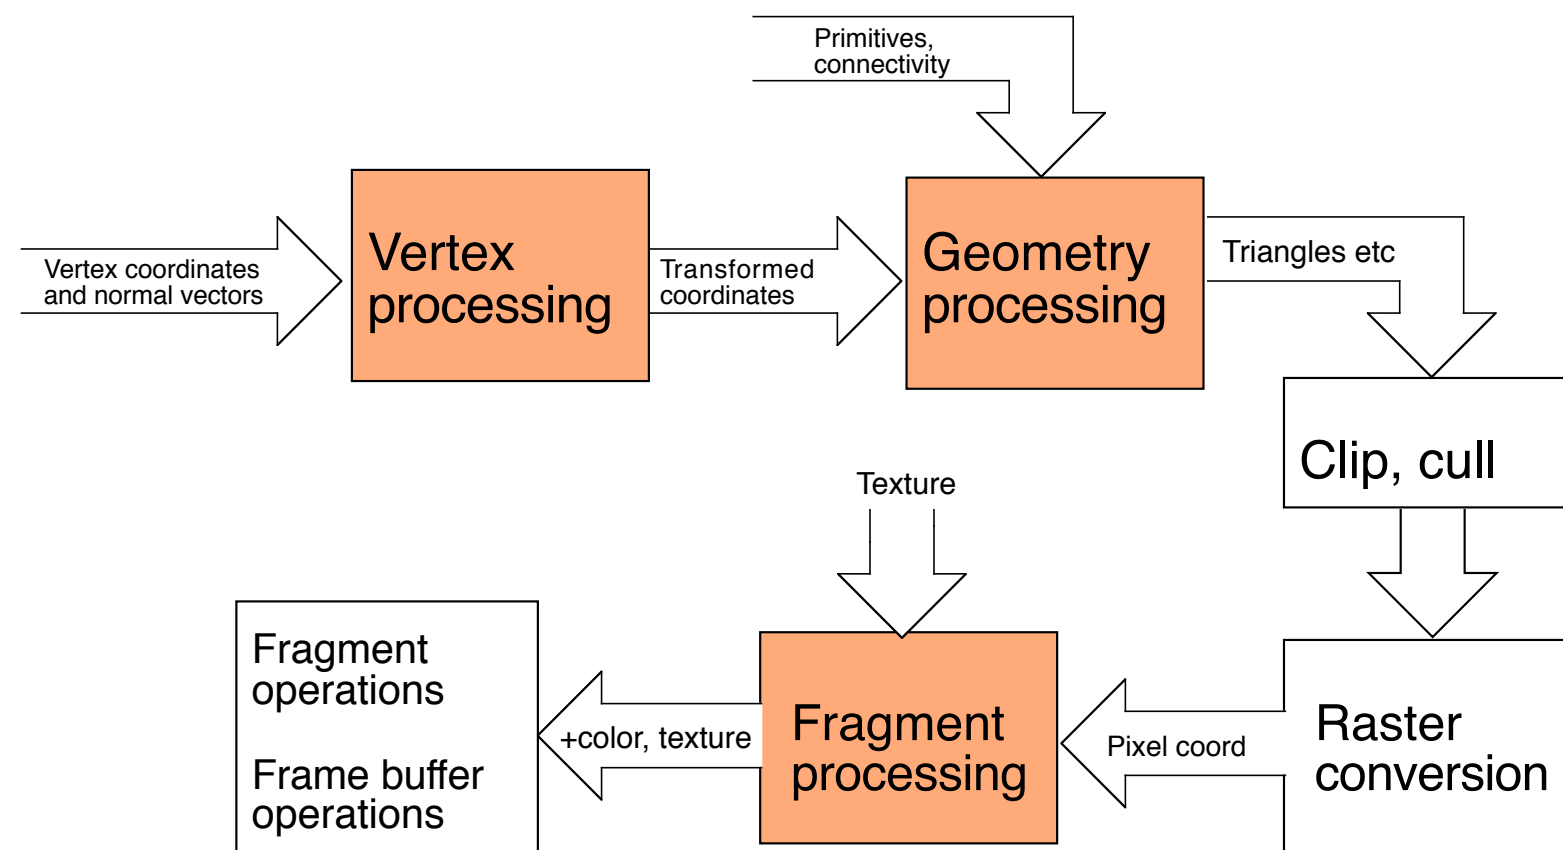 Primitives,
connectivity
Vertex coordinates
and normal vectors
Vertex
processing
Transformed
coordinates
Geometry
processing
Triangles etc
Clip, cull
Raster
conversion
Pixel coord
Texture
Fragment
processing
+color, texture
Fragment
operations
Frame buffer
operations